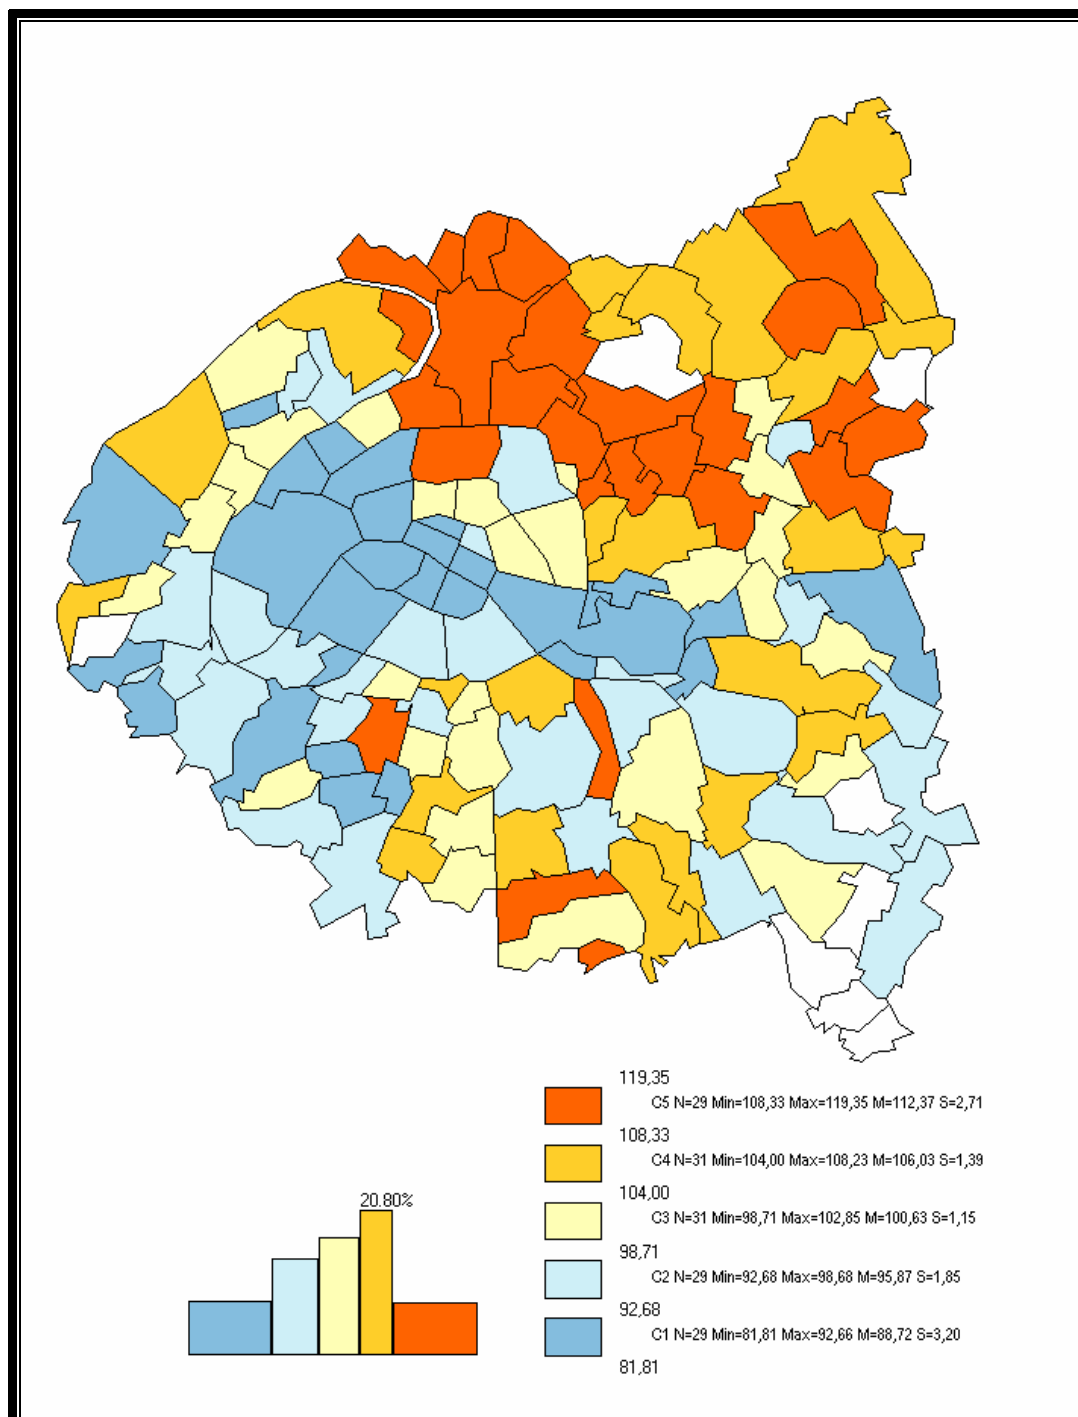 119,35
C5 N=29 Min=108,33 Max=119,35 M=112,37 S=2,71
108,33
C4 N=31 Min=104,00 Max=108,23 M=106,03 S=1,39
104,00
20.80%
C3 N=31 Min=98,71 Max=102,85 M=100,63 S=1,15
98,71
C2 N=29 Min=92,68 Max=98,68 M=95,87 S=1,85
92,68
C1 N=29 Min=81,81 Max=92,66 M=88,72 S=3,20
81,81